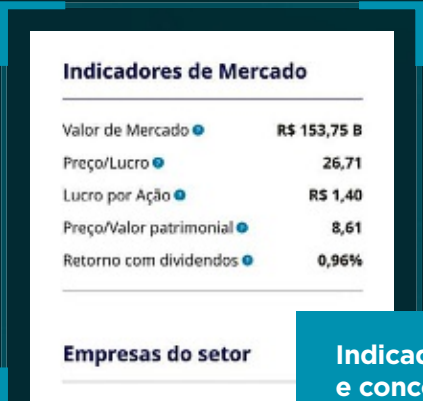 Indicadores de Mercado
Valor de Mercado R$ 153,75 B
Preço/Lucro 26,71
Lucro por Ação R$ 1,40
Preço/Valor patrimonial 8,61
Retorno com dividendos 0,96%
Empresas do setor